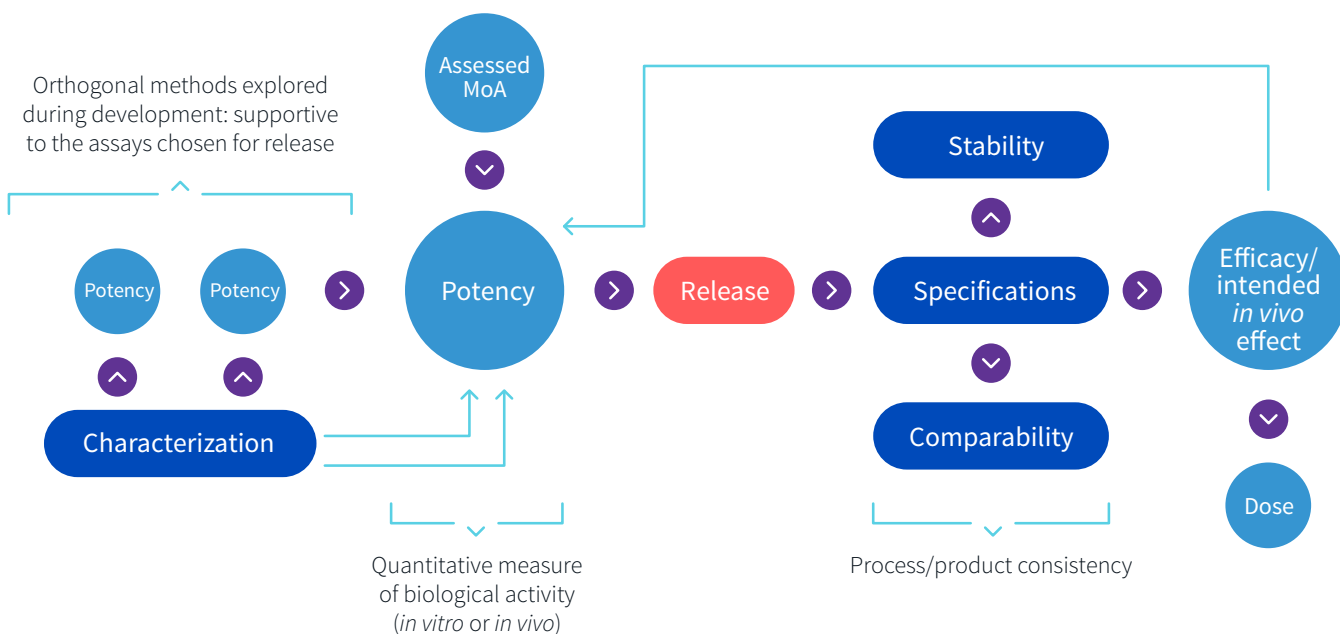 Orthogonal methods explored
during development: supportive
to the assays chosen for release
Assessed
MoA
Potency
Potency
Characterization
Potency
Quantitative measure
of biological activity
(in vitro or in vivo)
Release
Stability
Specifications
Comparability
Process/product consistency
Efficacy/
intended
in vivo
effect
Dose